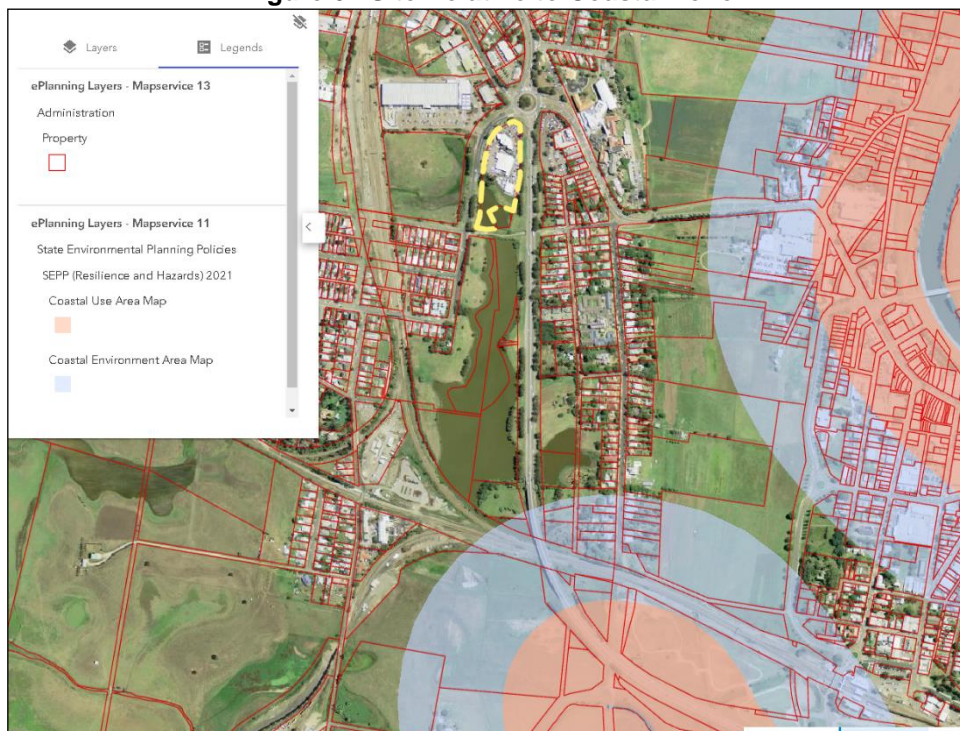 Layers
Legends
ePlanning Layers - Mapservice 13
Administration
Property
ePlanning Layers - Mapservice 11
State Environmental Planning Policies
SEPP (Resilience and Hazards) 2021
Coastal Use Area Map
Coastal Environment Area Map